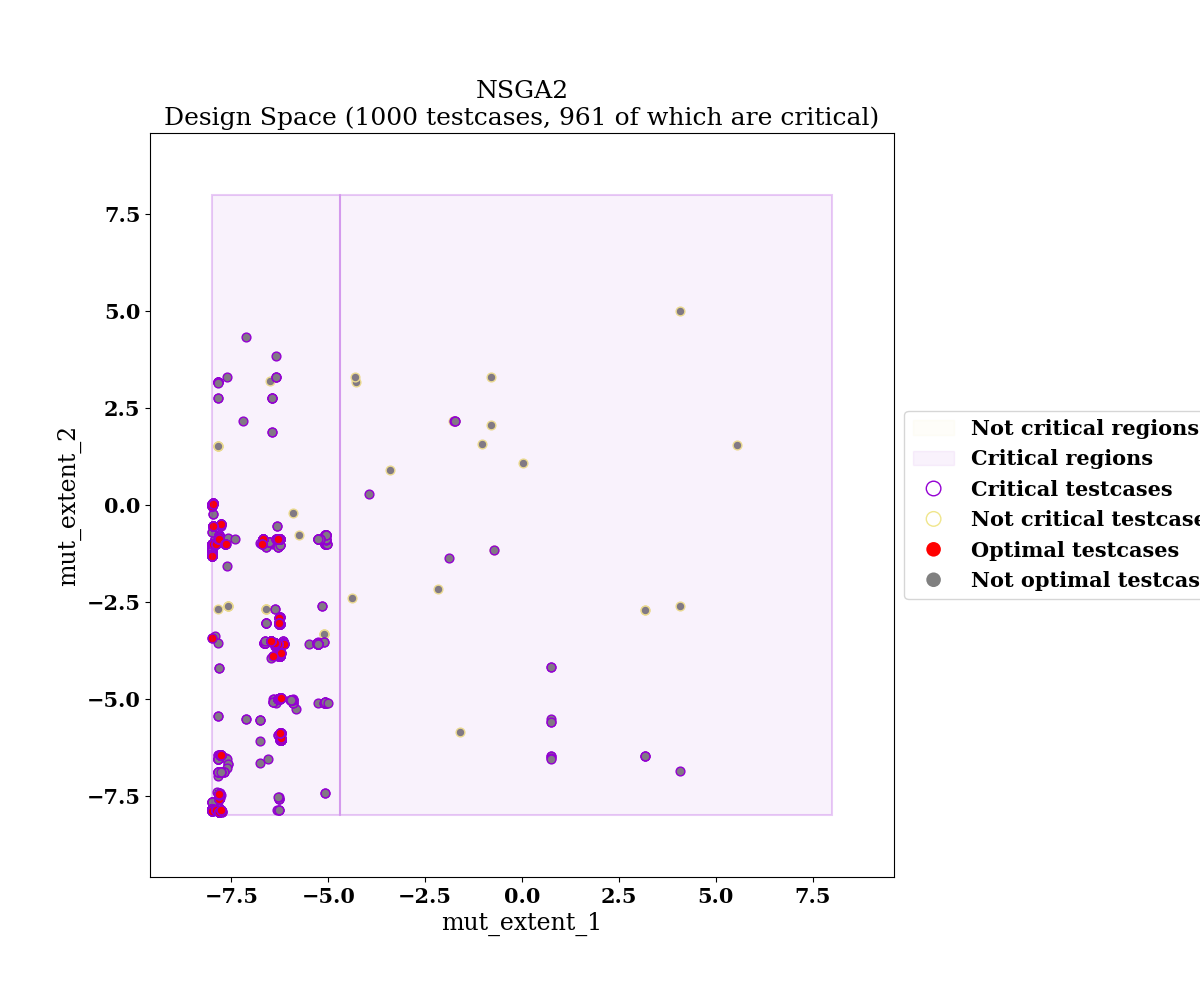 NSGA2
Design Space (1000 testcases, 961 of which are critical)
mut_extent_2
7.5
5.0
2.5
0.0
−2.5
−5.0
−7.5
−7.5
−5.0
−2.5
0.0
2.5
5.0
7.5
mut_extent_1
Not critical regions
Critical regions
Critical testcases
Not critical testcase
Optimal testcases
Not optimal testcas